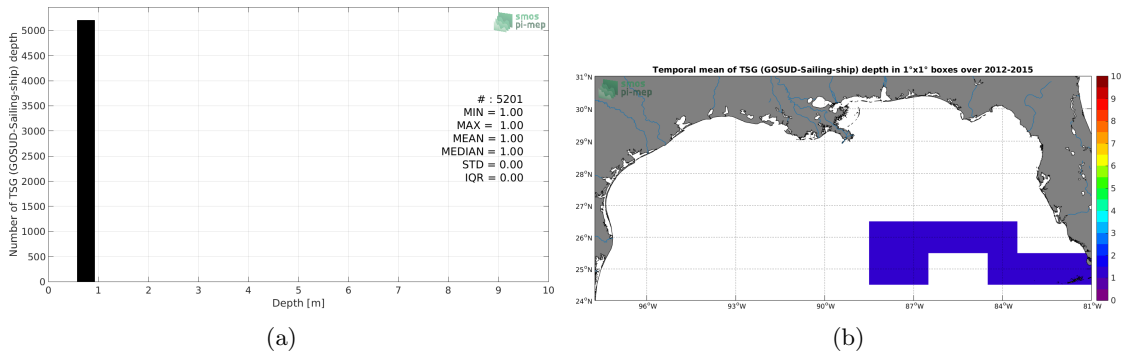 5000
4500
4000
3500
3000
2500
2000
1500
1000
500
0
Number of TSG (GOSUD-Sailing-ship) depth
smos
pi-mep
# : 5201
MIN = 1.00
MAX = 1.00
MEAN = 1.00
MEDIAN = 1.00
STD = 0.00
IQR = 0.00
0 1 2 3 4 5 6 7 8 9 10
Depth [m]
(a)
Temporal mean of TSG (GOSUD-Sailing-ship) depth in 1°x1° boxes over 2012-2015
smos
pi-mep
31°N
30°N
29°N
28°N
27°N
26°N
25°N
24°N
96°W 93°W 90°W 87°W 84°W 81°W
10
9
8
7
6
5
4
3
2
1
0
(b)